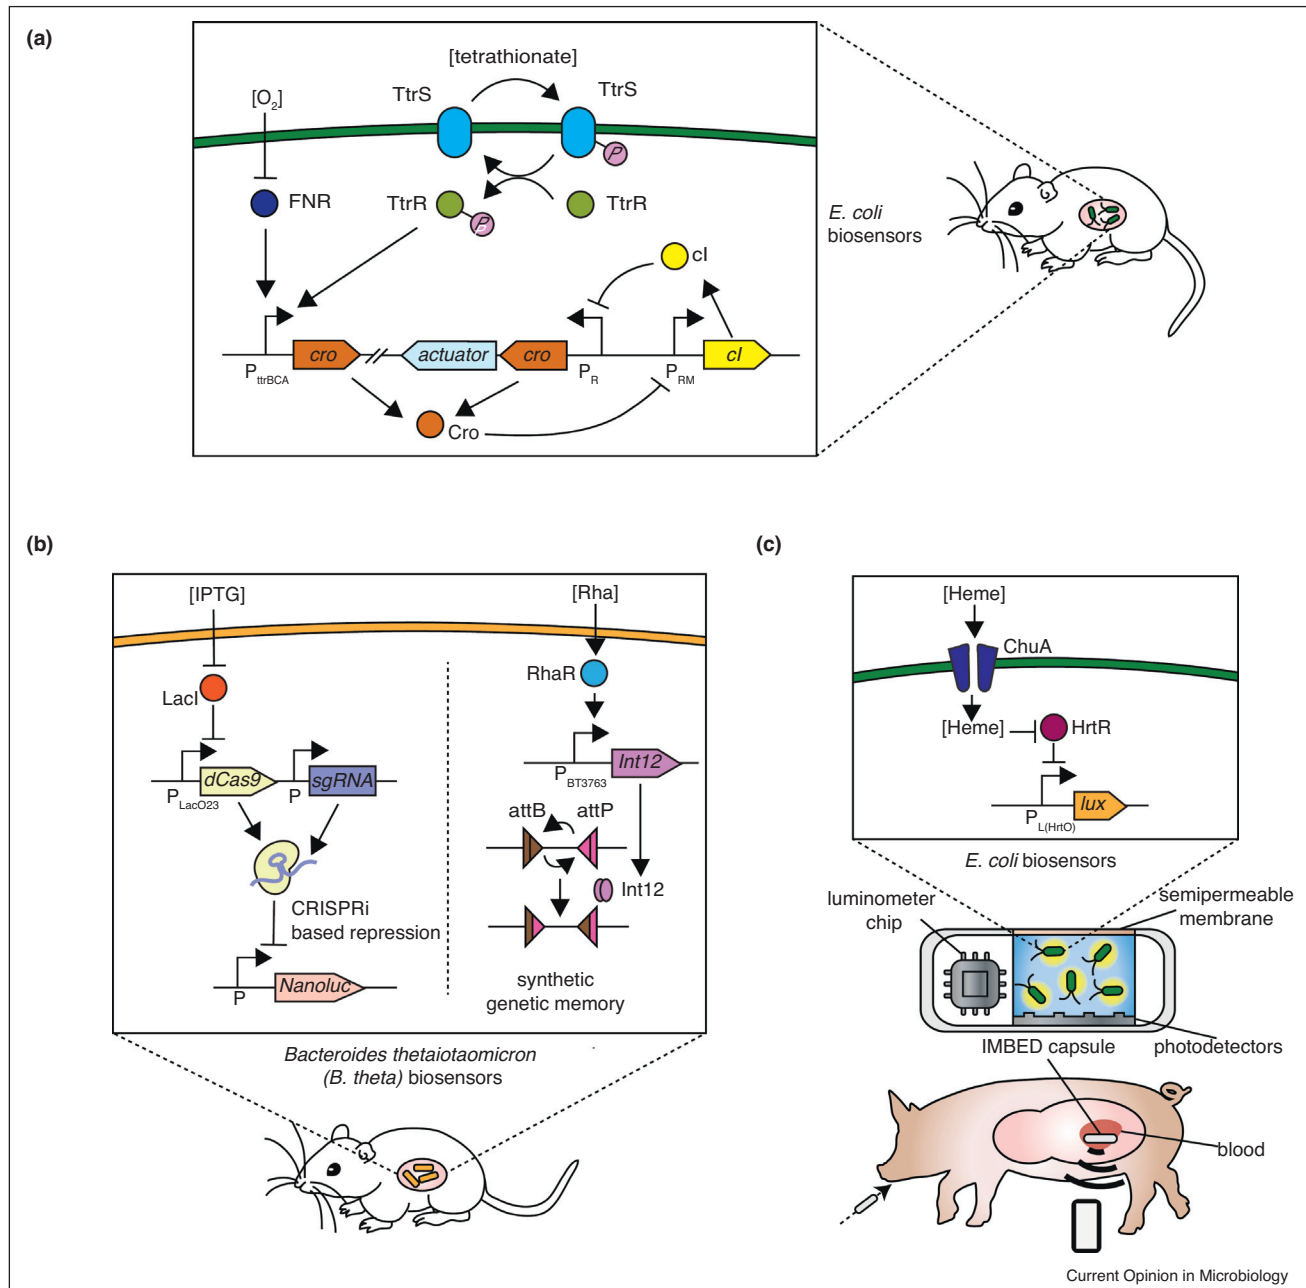 (a)
[tetrathionate]
[O2]
TtrS
TtrS
P
FNR
TtrR
P
TtrR
cI
E. coli
biosensors
cro
actuator
cro
cI
PttrBCA
PR
PRM
Cro
(b)
[IPTG]
[Rha]
LacI
RhaR
dCas9
sgRNA
PLacO23
P
Int12
PBT3763
attB
attP
Int12
CRISPRi
based repression
Nanoluc
P
synthetic
genetic memory
Bacteroides thetaiotaomicron
(B. theta) biosensors
(c)
[Heme]
ChuA
[Heme]
HrtR
lux
PL(HrtO)
E. coli biosensors
luminometer
chip
semipermeable
membrane
IMBED capsule
photodetectors
blood
Current Opinion in Microbiology